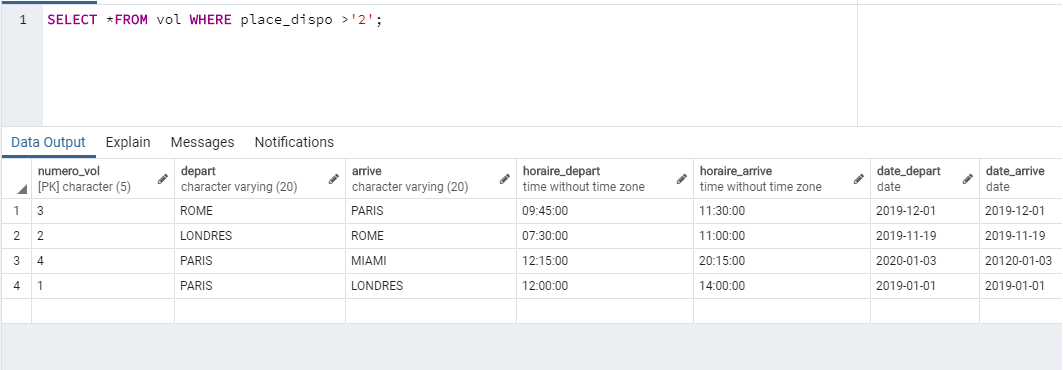 1 SELECT *FROM vol WHERE place_dispo >'2';
Data Output Explain Messages Notifications
numero_vol depart arrive horaire_depart horaire_arrive date_depart date_arrive
[PK] character (5) character varying (20) character varying (20) time without time zone time without time zone date date
1 3 ROME PARIS 09:45:00 11:30:00 2019-12-01 2019-12-01
2 2 LONDRES ROME 07:30:00 11:00:00 2019-11-19 2019-11-19
3 4 PARIS MIAMI 12:15:00 20:15:00 2020-01-03 20120-01-03
4 1 PARIS LONDRES 12:00:00 14:00:00 2019-01-01 2019-01-01